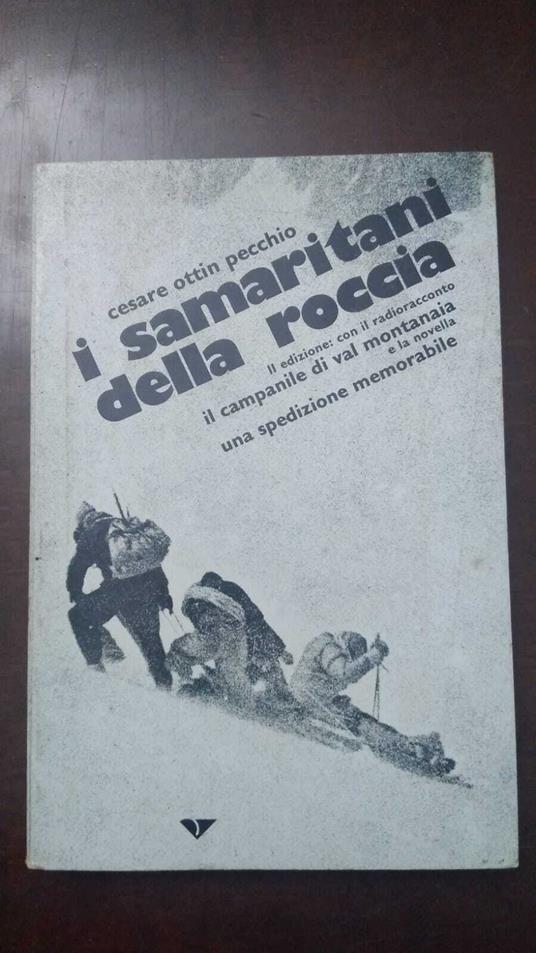 cesare ottin pecchio
i samaritani
della roccia
II edizione: con il radioracconto
il campanile di val montanaia
e la novella
una spedizione memorabile